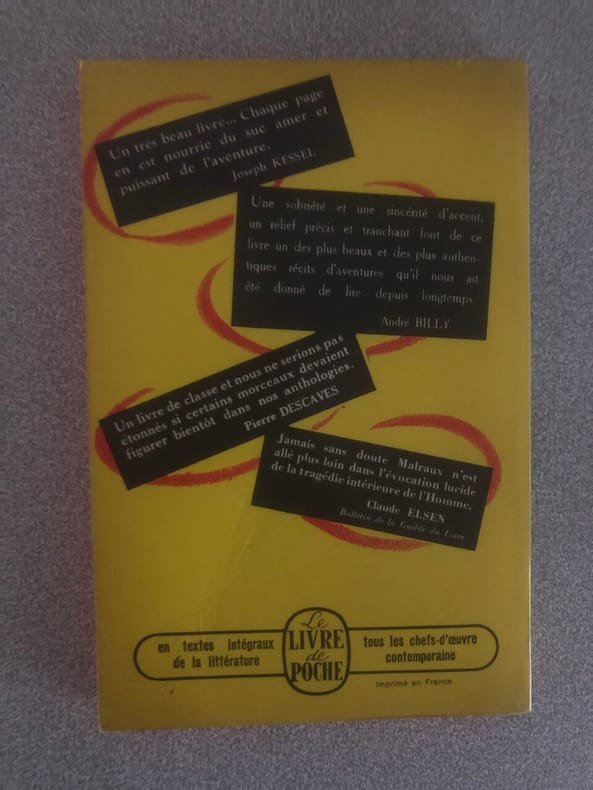 Un très beau livre... Chaque page
en est nourrie du suc amer et
puissant de l'aventure.
Joseph KESSEL
Une sobriété et une sincérité d'accent,
un relief précis et tranchant font de ce
livre un des plus beaux et des plus authen-
tiques récits d'aventures qu'il nous ait
été donné de lire depuis longtemps.
André BILLY
Un livre de classe et nous ne serions pas
étonnés si certains morceaux devaient
figurer bientôt dans nos anthologies.
Pierre DESCAVES
Jamais sans doute Malraux n'est
allé plus loin dans l'évocation lucide
de la tragédie intérieure de l'Homme.
Claude ELSEN
Bulletin de la Guilde du Livre
en textes intégraux
de la littérature
Le
LIVRE
de
POCHE
tous les chefs-d'œuvre
contemporaine
Imprimé en France